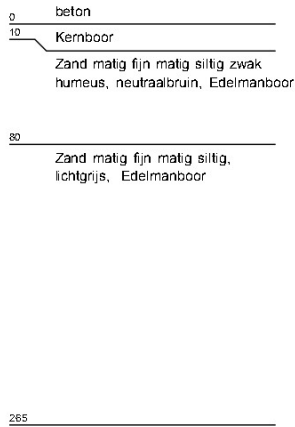 beton
0
10
Kernboor
Zand matig fijn matig siltig zwak
humeus, neutraalbruin, Edelmanboor
80
Zand matig fijn matig siltig,
lichtgrijs, Edelmanboor
265